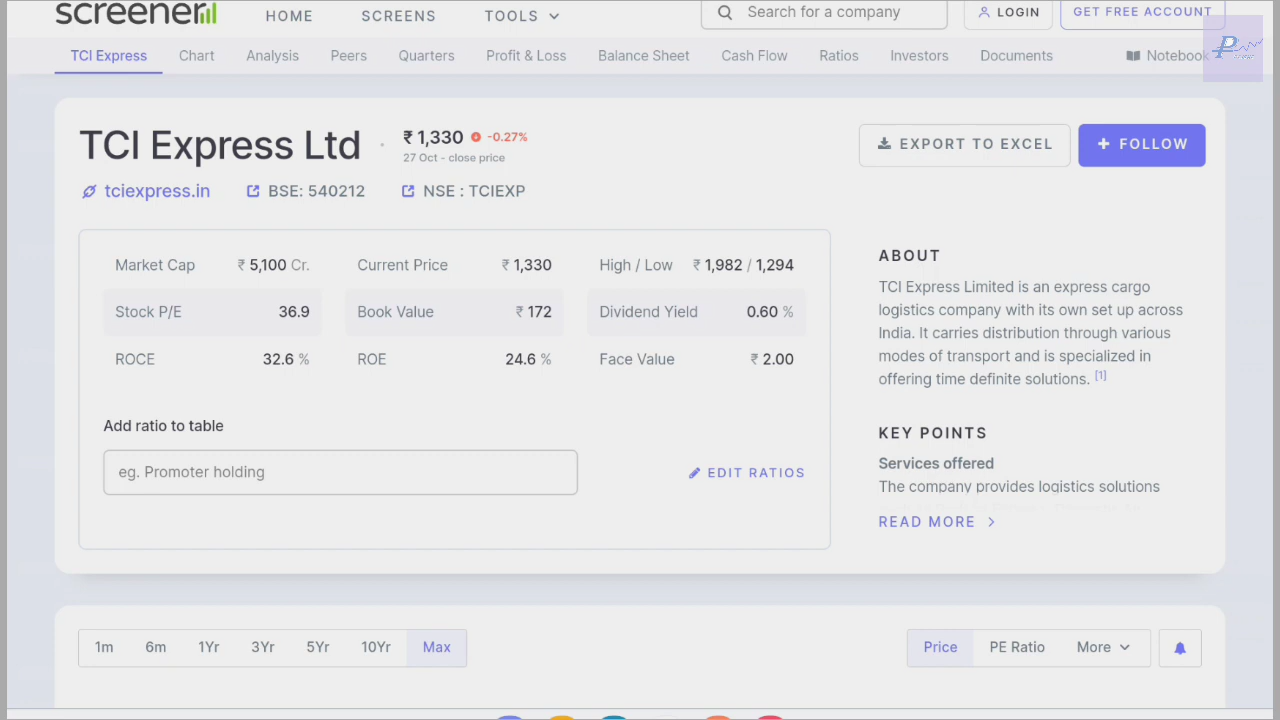 screener
HOME SCREENS TOOLS
Search for a company
LOGIN
GET FREE ACCOUNT
TCI Express Chart Analysis Peers Quarters Profit & Loss Balance Sheet Cash Flow Ratios Investors Documents Notebook
TCI Express Ltd
₹ 1,330 -0.27%
27 Oct - close price
EXPORT TO EXCEL
+ FOLLOW
tciexpress.in BSE: 540212 NSE : TCIEXP
Market Cap ₹ 5,100 Cr. Current Price ₹ 1,330 High / Low ₹ 1,982 / 1,294
Stock P/E 36.9 Book Value ₹ 172 Dividend Yield 0.60 %
ROCE 32.6 % ROE 24.6 % Face Value ₹ 2.00
Add ratio to table
eg. Promoter holding
EDIT RATIOS
ABOUT
TCI Express Limited is an express cargo
logistics company with its own set up across
India. It carries distribution through various
modes of transport and is specialized in
offering time definite solutions. [1]
KEY POINTS
Services offered
The company provides logistics solutions
READ MORE
1m 6m 1Yr 3Yr 5Yr 10Yr Max
Price PE Ratio More